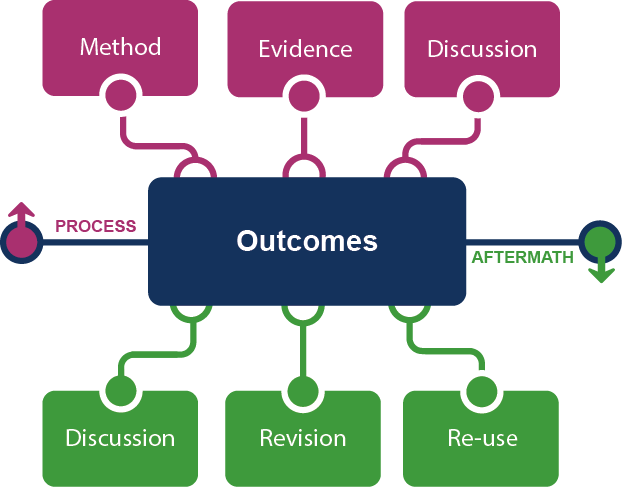 Method
Evidence
Discussion
PROCESS
Outcomes
AFTERMATH
Discussion
Revision
Re-use